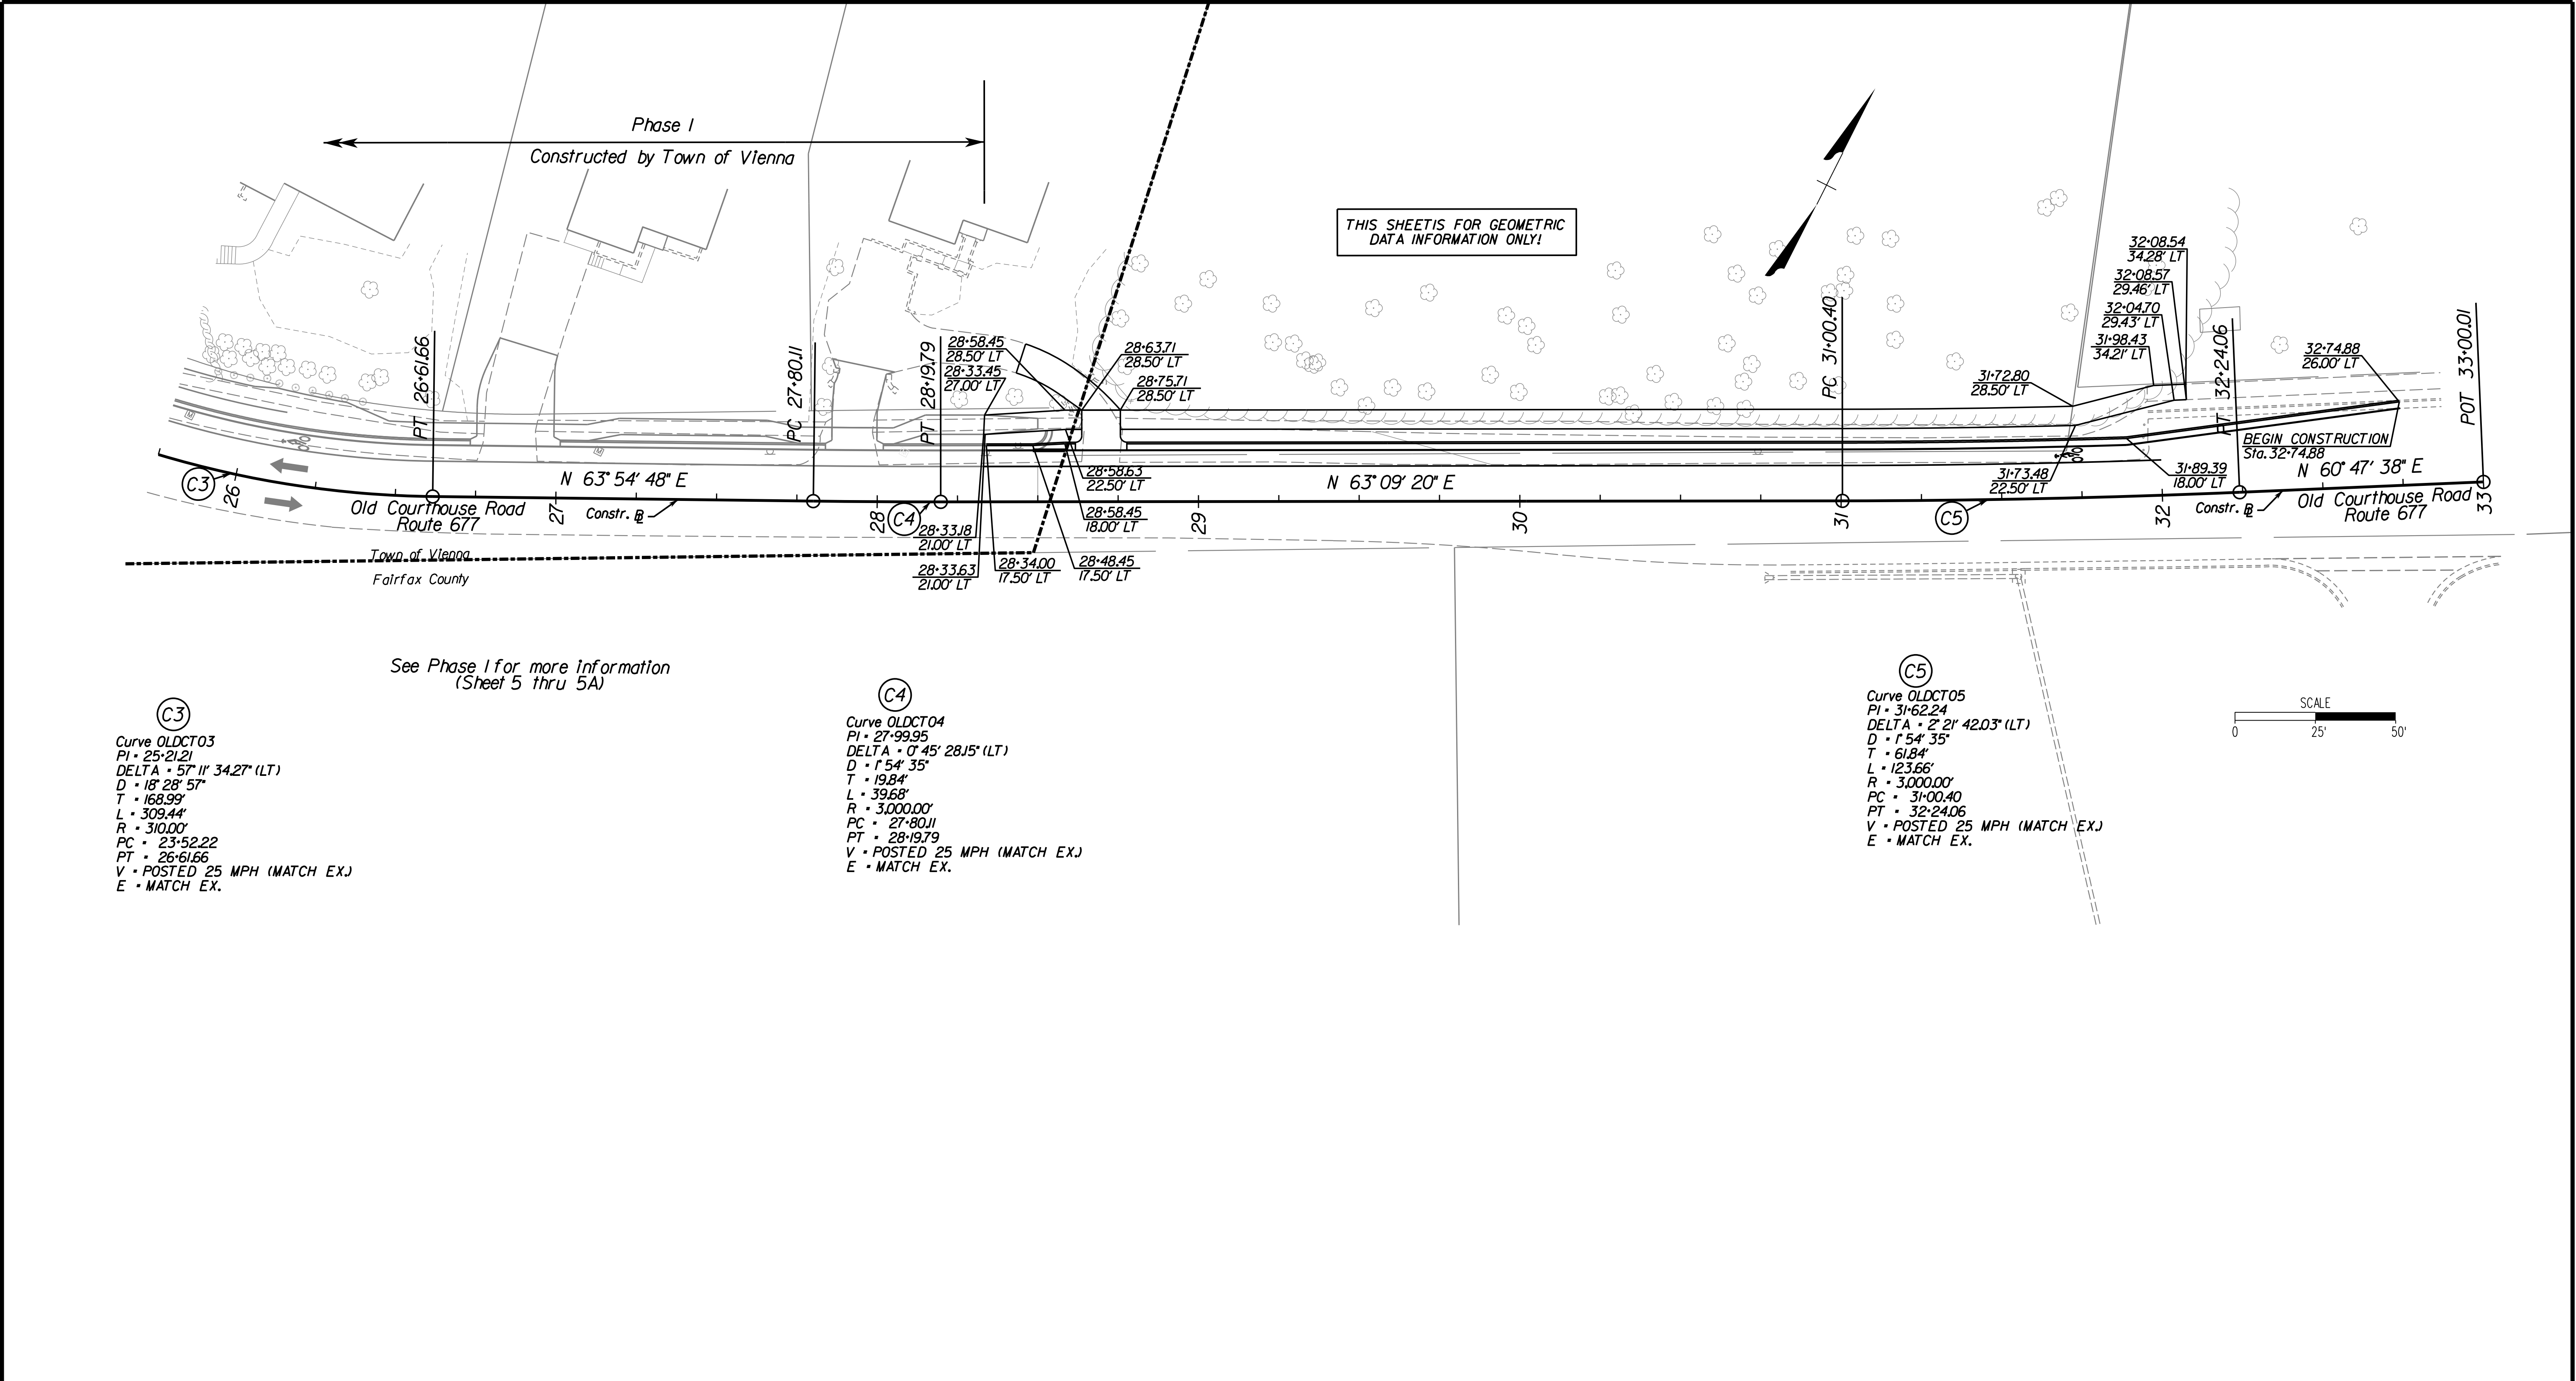 Phase I
Constructed by Town of Vienna
THIS SHEET IS FOR GEOMETRIC
DATA INFORMATION ONLY!
PT 26+61.66
PC 27+80.11
PT 28+19.79
28+58.45
28.50' LT
28+33.45
27.00' LT
28+63.71
28.50' LT
28+75.71
28.50' LT
PC 31+00.40
31+72.80
28.50' LT
32+08.54
34.28' LT
32+08.57
29.46' LT
32+04.70
29.43' LT
31+98.43
34.21' LT
PT 32+24.06
32+74.88
26.00' LT
POT 33+00.01
BEGIN CONSTRUCTION
Sta. 32+74.88
N 60° 47' 38" E
31+89.39
18.00' LT
31+73.48
22.50' LT
N 63° 09' 20" E
28+58.63
22.50' LT
28+58.45
18.00' LT
N 63° 54' 48" E
C3
26
27
28
29
30
31
32
33
Old Courthouse Road
Route 677
Constr. BL
C4
28+33.18
21.00' LT
28+33.63
21.00' LT
28+34.00
17.50' LT
28+48.45
17.50' LT
C5
Constr. BL
Old Courthouse Road
Route 677
Town of Vienna
Fairfax County
See Phase I for more information
(Sheet 5 thru 5A)
C3
Curve OLDCT03
PI = 25+21.21
DELTA = 57° 11' 34.27" (LT)
D = 18° 28' 57"
T = 168.99'
L = 309.44'
R = 310.00'
PC = 23+52.22
PT = 26+61.66
V = POSTED 25 MPH (MATCH EX.)
E = MATCH EX.
C4
Curve OLDCT04
PI = 27+99.95
DELTA = 0° 45' 28.15" (LT)
D = 1° 54' 35"
T = 19.84'
L = 39.68'
R = 3,000.00'
PC = 27+80.11
PT = 28+19.79
V = POSTED 25 MPH (MATCH EX.)
E = MATCH EX.
C5
Curve OLDCT05
PI = 31+62.24
DELTA = 2° 21' 42.03" (LT)
D = 1° 54' 35"
T = 61.84'
L = 123.66'
R = 3,000.00'
PC = 31+00.40
PT = 32+24.06
V = POSTED 25 MPH (MATCH EX.)
E = MATCH EX.
SCALE
0 25' 50'